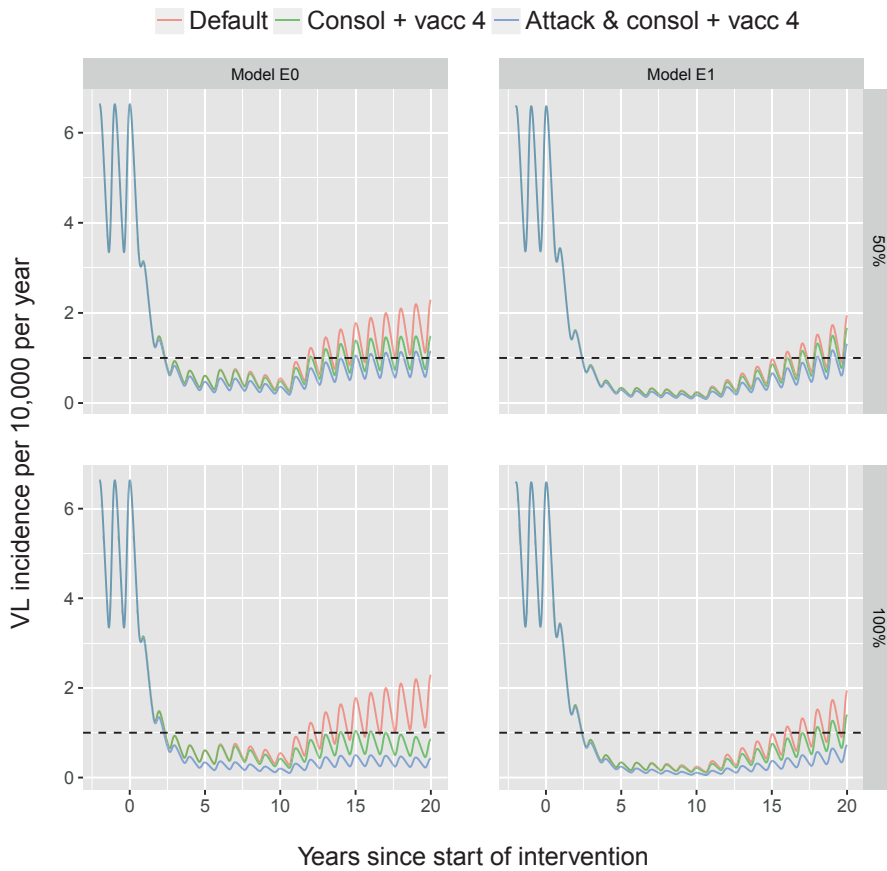 Default Consol + vacc 4 Attack & consol + vacc 4
Model E0 Model E1
VL incidence per 10,000 per year
6
4
2
0
50%
6
4
2
0
100%
0 5 10 15 20 0 5 10 15 20
Years since start of intervention